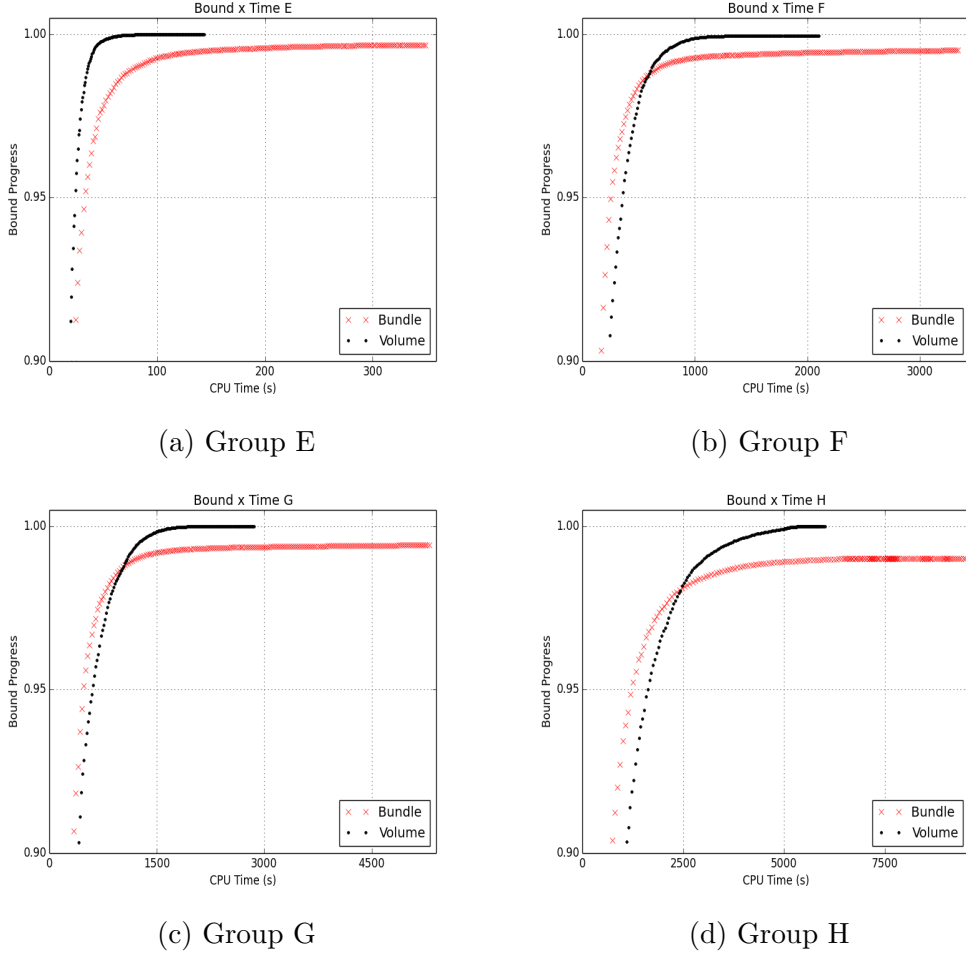 Bound x Time E
1.00
0.95
0.90
Bound Progress
0
100
200
300
CPU Time (s)
Bundle
Volume
(a) Group E
Bound x Time F
1.00
0.95
0.90
Bound Progress
0
1000
2000
3000
CPU Time (s)
Bundle
Volume
(b) Group F
Bound x Time G
1.00
0.95
0.90
Bound Progress
0
1500
3000
4500
CPU Time (s)
Bundle
Volume
(c) Group G
Bound x Time H
1.00
0.95
0.90
Bound Progress
0
2500
5000
7500
CPU Time (s)
Bundle
Volume
(d) Group H